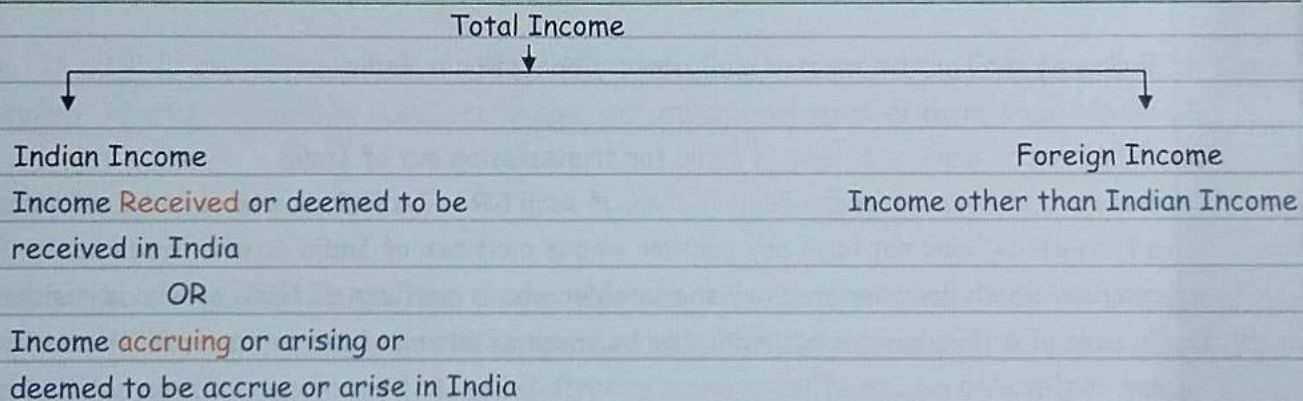 Total Income
Indian Income
Foreign Income
Income Received or deemed to be
Income other than Indian Income
received in India
OR
Income accruing or arising or
deemed to be accrue or arise in India